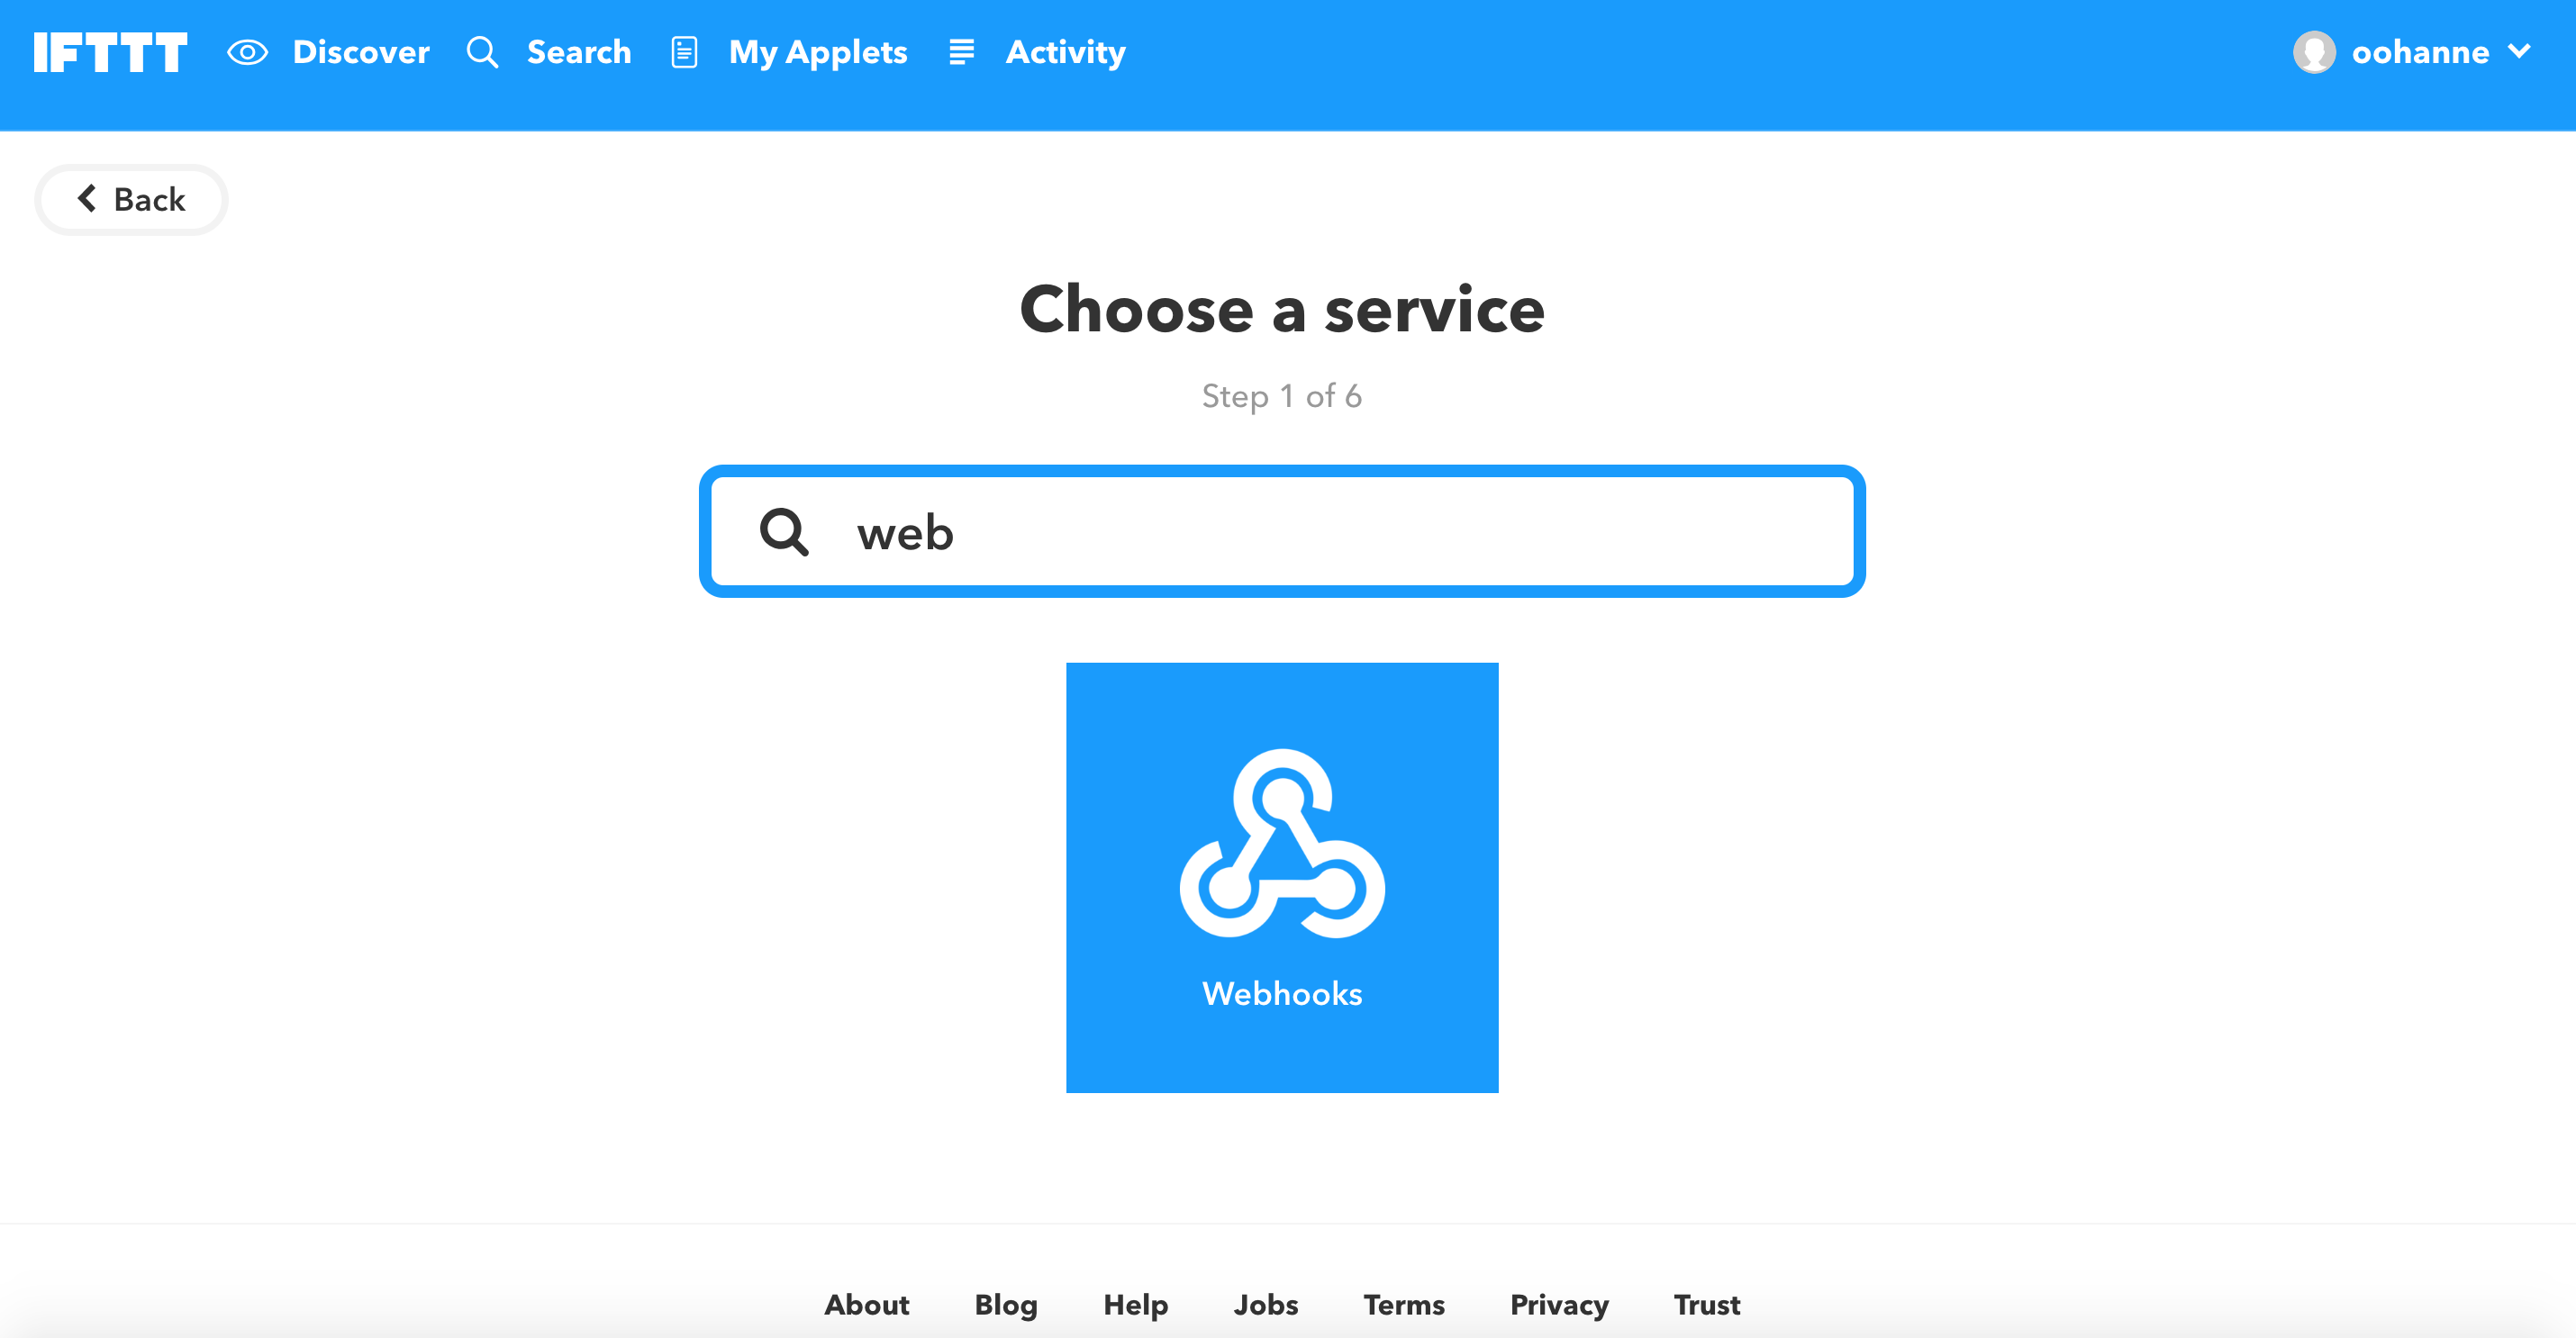 IFTTT Discover Search My Applets Activity oohanne
Back
Choose a service
Step 1 of 6
web
Webhooks
About Blog Help Jobs Terms Privacy Trust